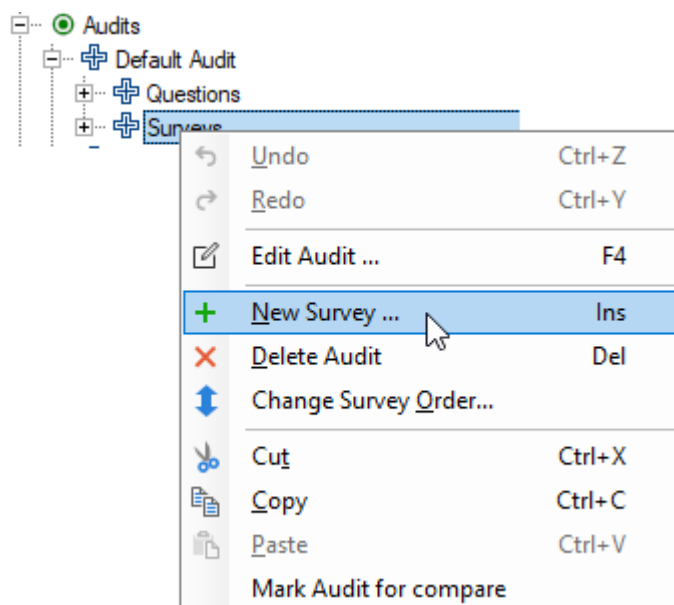 Audits
Default Audit
Questions
Surveys
Undo Ctrl+Z
Redo Ctrl+Y
Edit Audit ... F4
New Survey ... Ins
Delete Audit Del
Change Survey Order...
Cut Ctrl+X
Copy Ctrl+C
Paste Ctrl+V
Mark Audit for compare